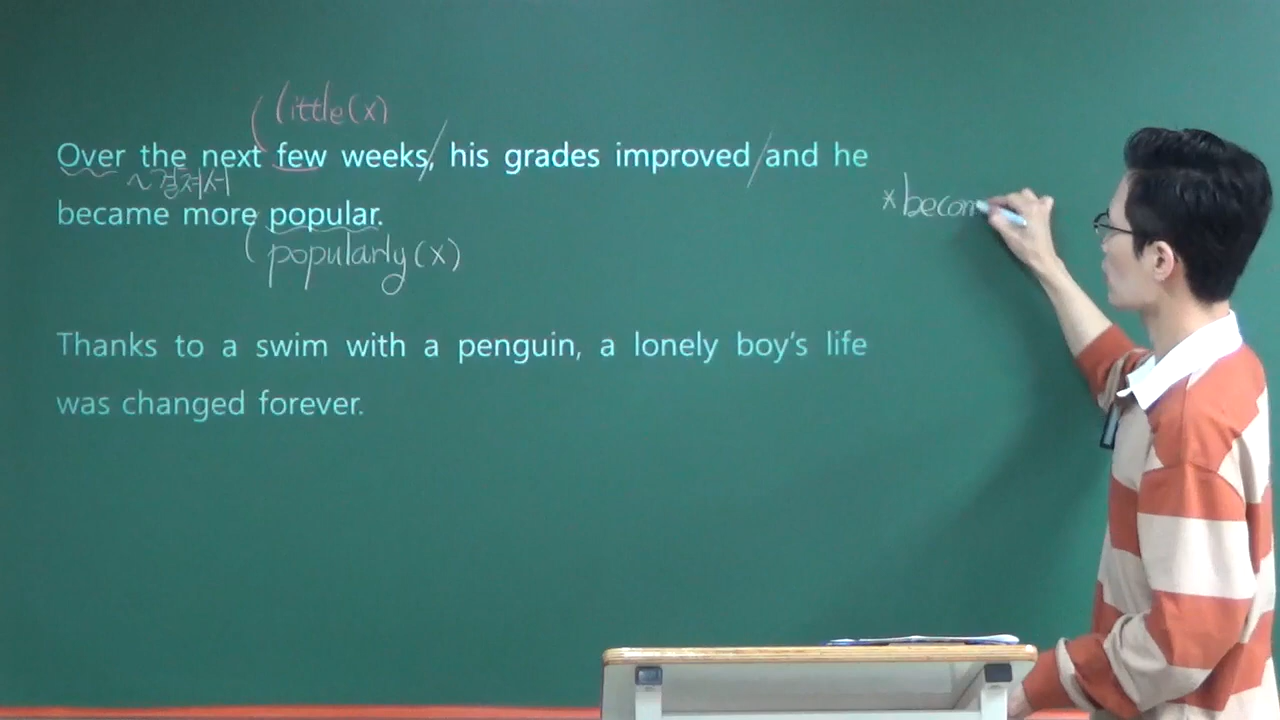 little(x)
Over the next few weeks, his grades improved and he
~걸쳐서
* becom
became more popular.
popularly(x)
Thanks to a swim with a penguin, a lonely boy's life
was changed forever.